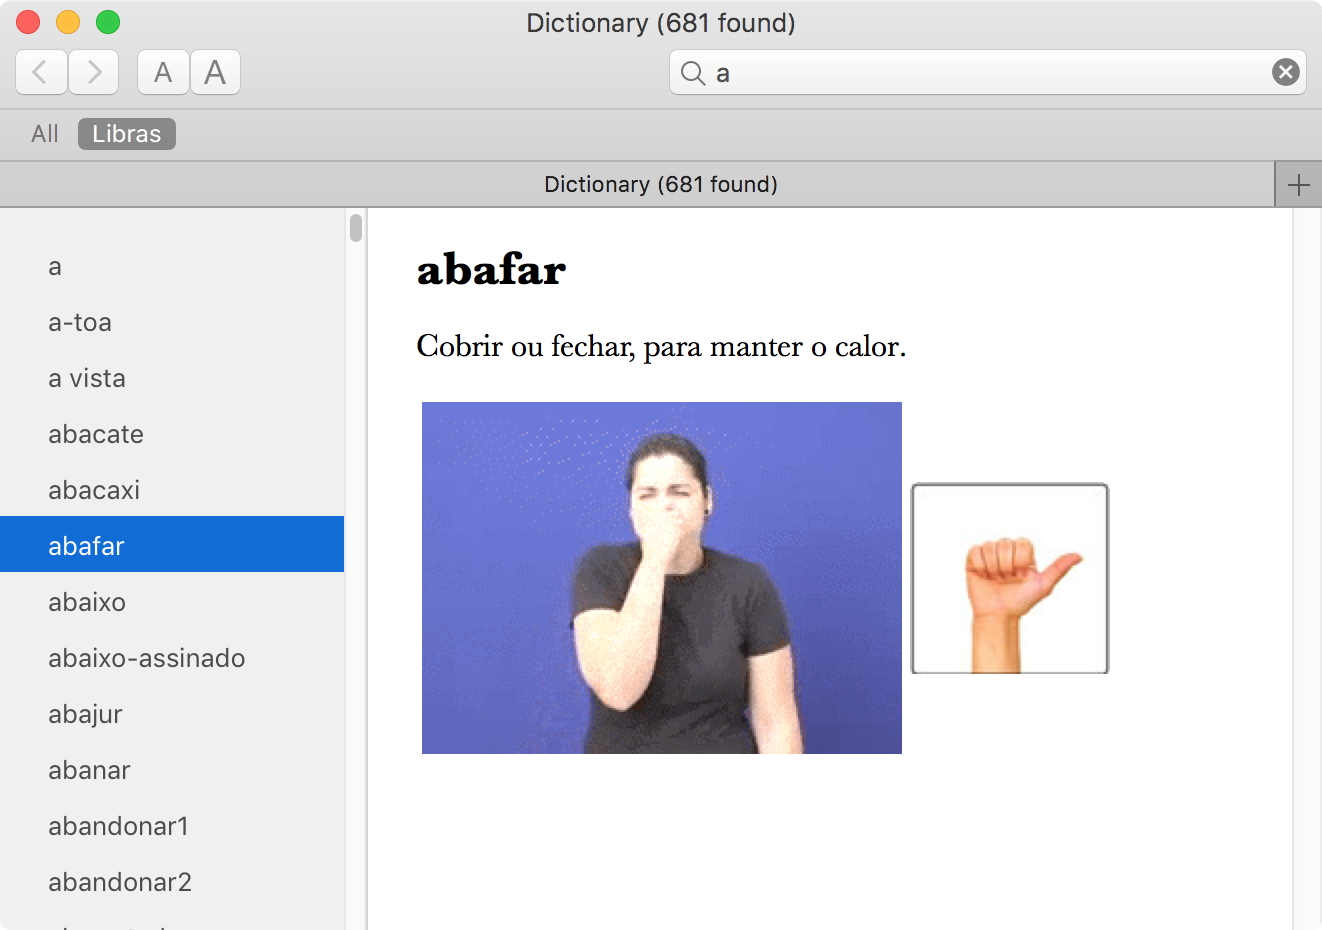 Dictionary (681 found)
A A
a
All Libras
Dictionary (681 found)
a
a-toa
a vista
abacate
abacaxi
abafar
abaixo
abaixo-assinado
abajur
abanar
abandonar1
abandonar2
abafar
Cobrir ou fechar, para manter o calor.